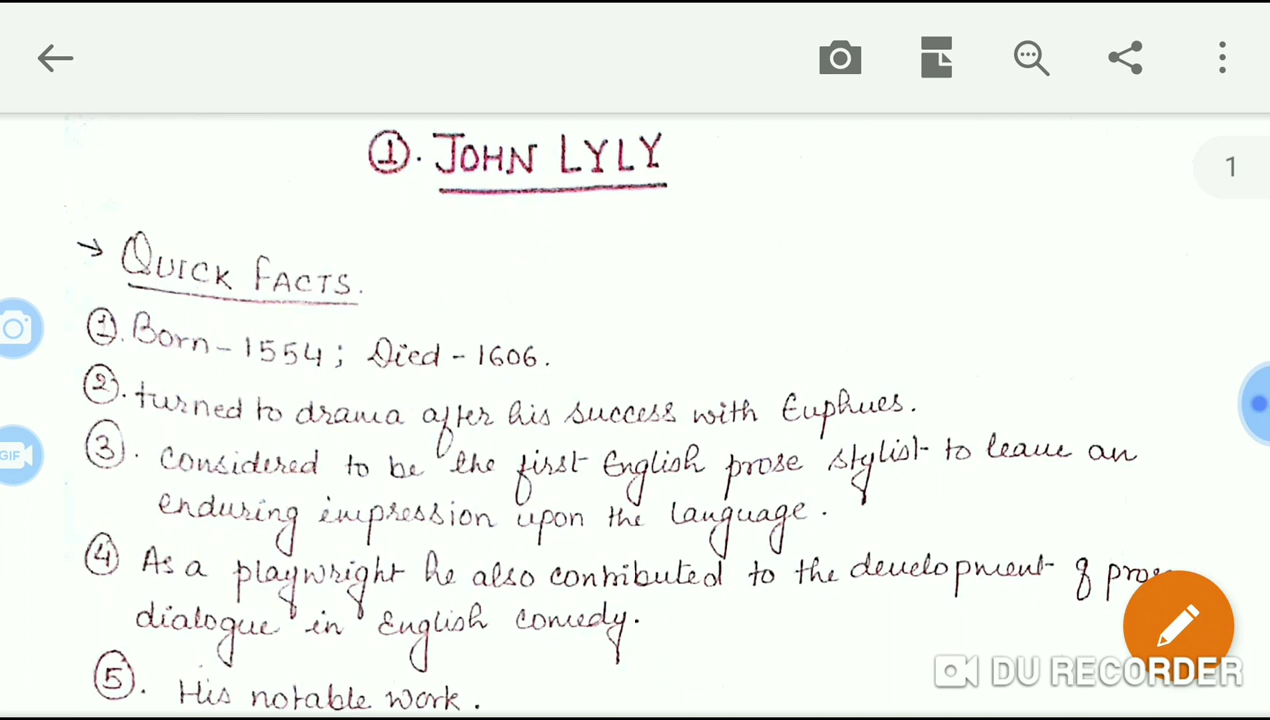 1
①. JOHN LYLY
→ QUICK FACTS.
①. Born - 1554; Died - 1606.
②. turned to drama after his success with Euphues.
③. Considered to be the first English prose stylist to leave an
enduring impression upon the language.
④ As a playwright he also contributed to the development of
dialogue in English comedy.
⑤. His notable work.
GIF
DU RECORDER